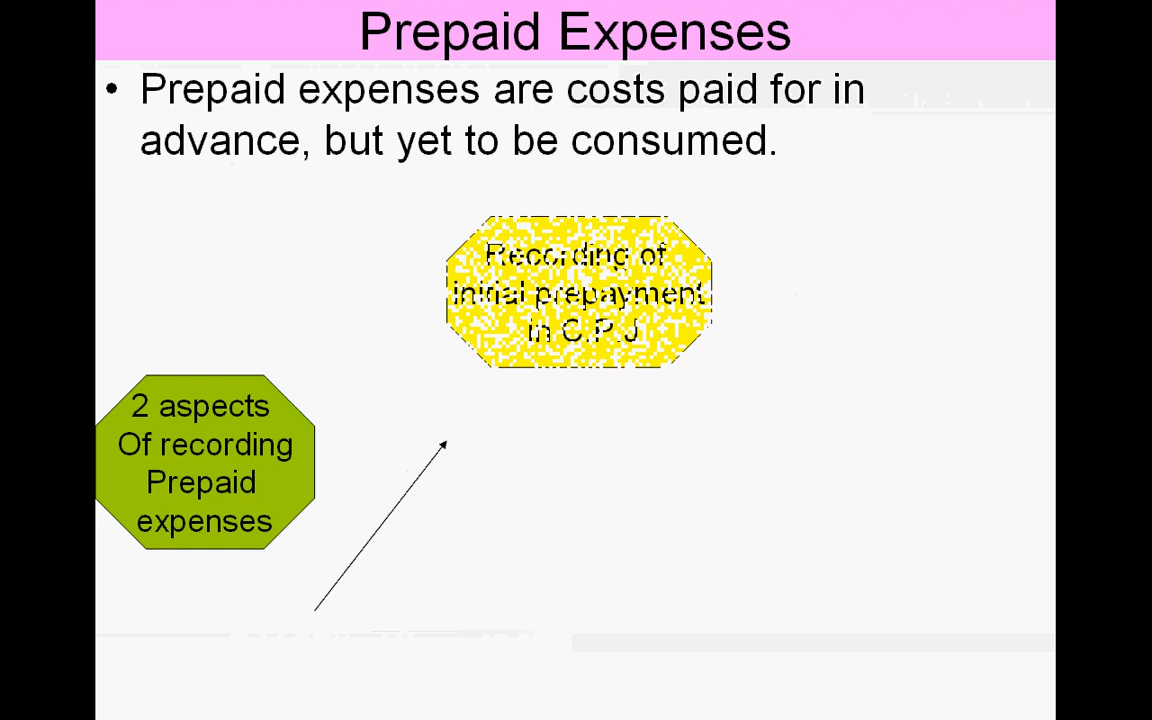 Prepaid Expenses
• Prepaid expenses are costs paid for in
advance, but yet to be consumed.
Recording of
initial prepayment
in C.P.J
2 aspects
Of recording
Prepaid
expenses